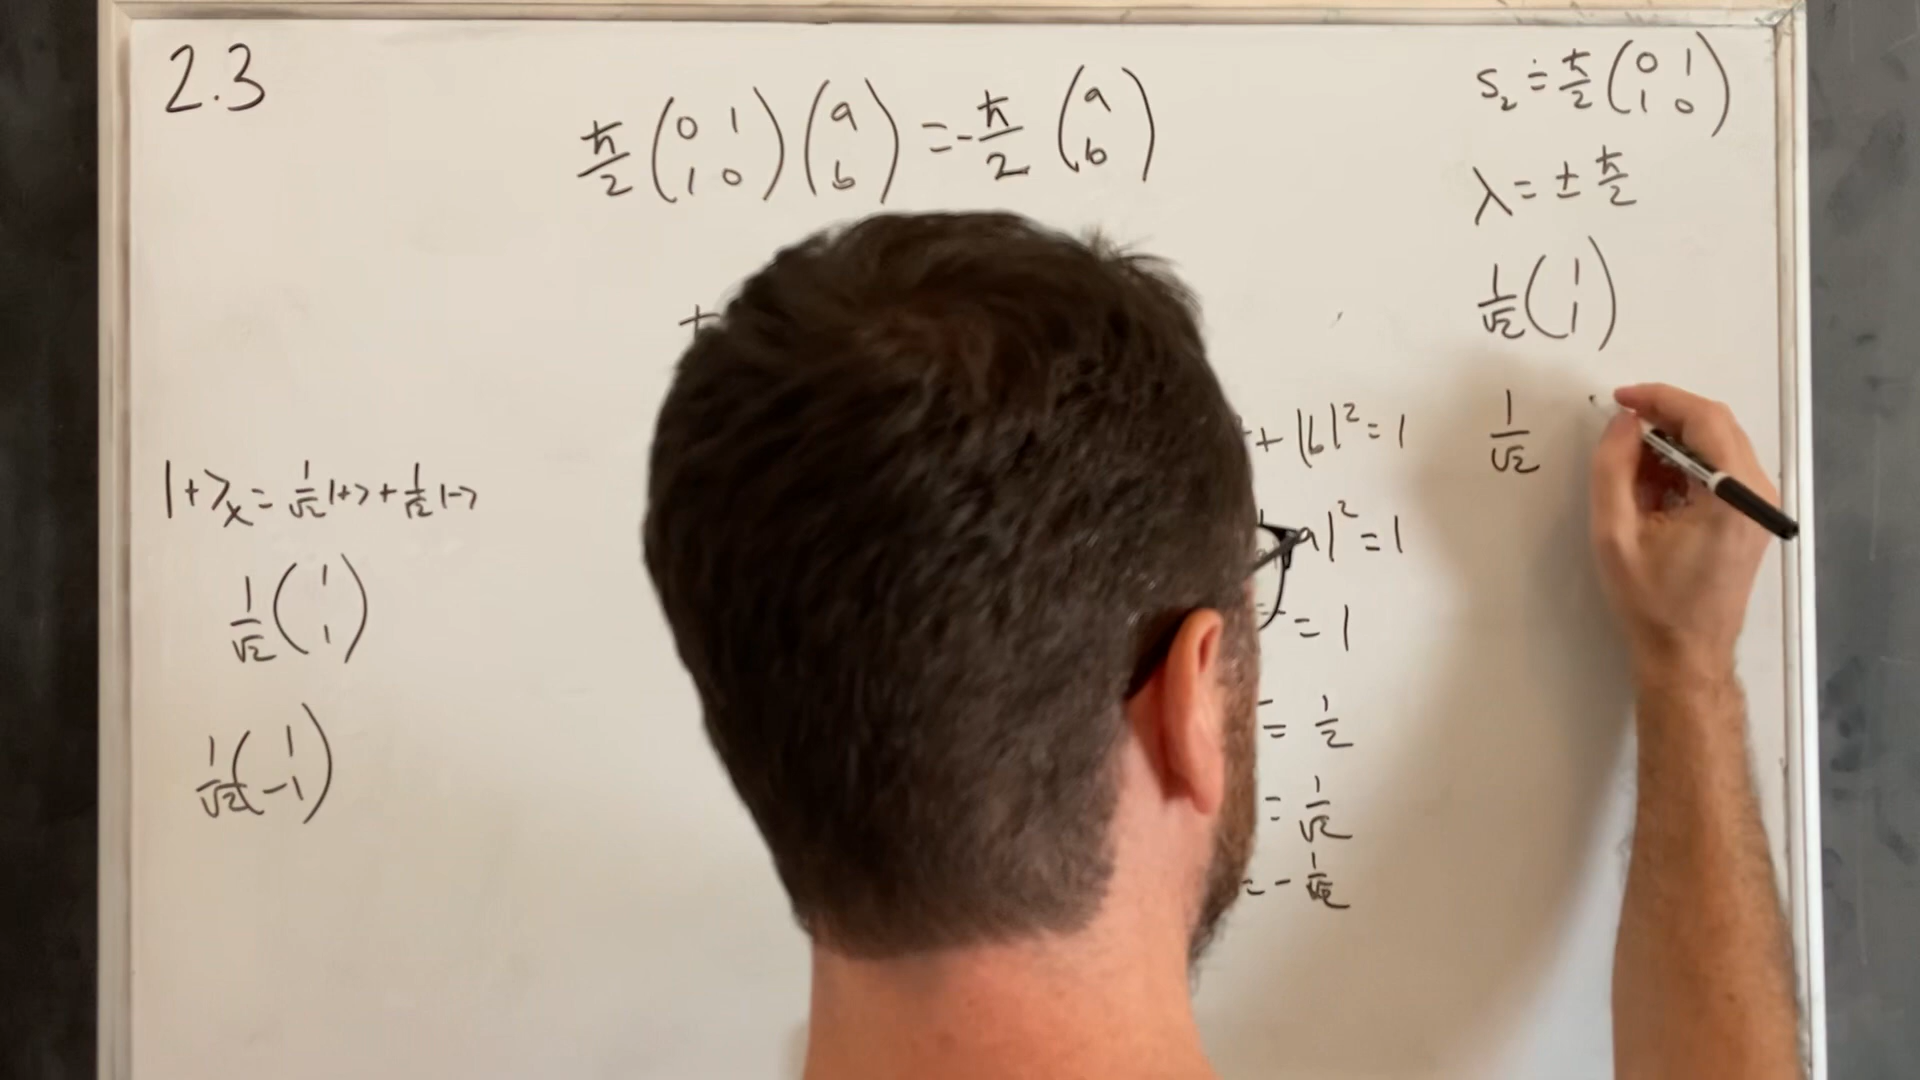 2.3
ħ/2 (0 1; 1 0) (a; b) = -ħ/2 (a; b)
|+>x = 1/√2 |+> + 1/√2 |->
1/√2 (1; 1)
1/√2 (1; -1)
+ |b|² = 1
a|² = 1
= 1
= 1/2
= 1/√2
= - 1/√2
S₂ ≐ ħ/2 (0 1; 1 0)
λ = ± ħ/2
1/√2 (1; 1)
1/√2